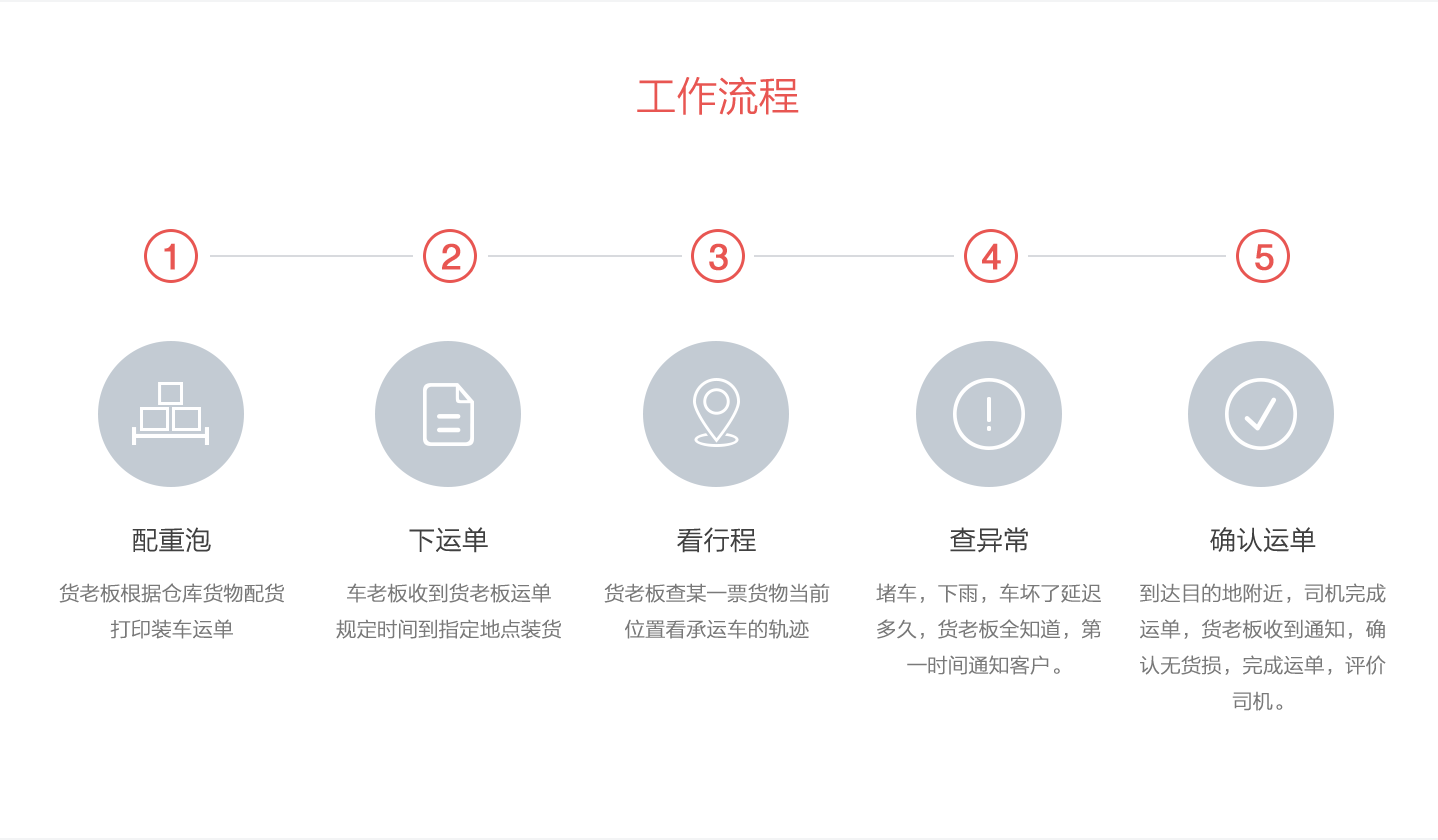 工作流程
1
2
3
4
5
配重泡
货老板根据仓库货物配货
打印装车运单
下运单
车老板收到货老板运单
规定时间到指定地点装货
看行程
货老板查某一票货物当前
位置看承运车的轨迹
查异常
堵车，下雨，车坏了延迟
多久，货老板全知道，第
一时间通知客户。
确认运单
到达目的地附近，司机完成
运单，货老板收到通知，确
认无货损，完成运单，评价
司机。